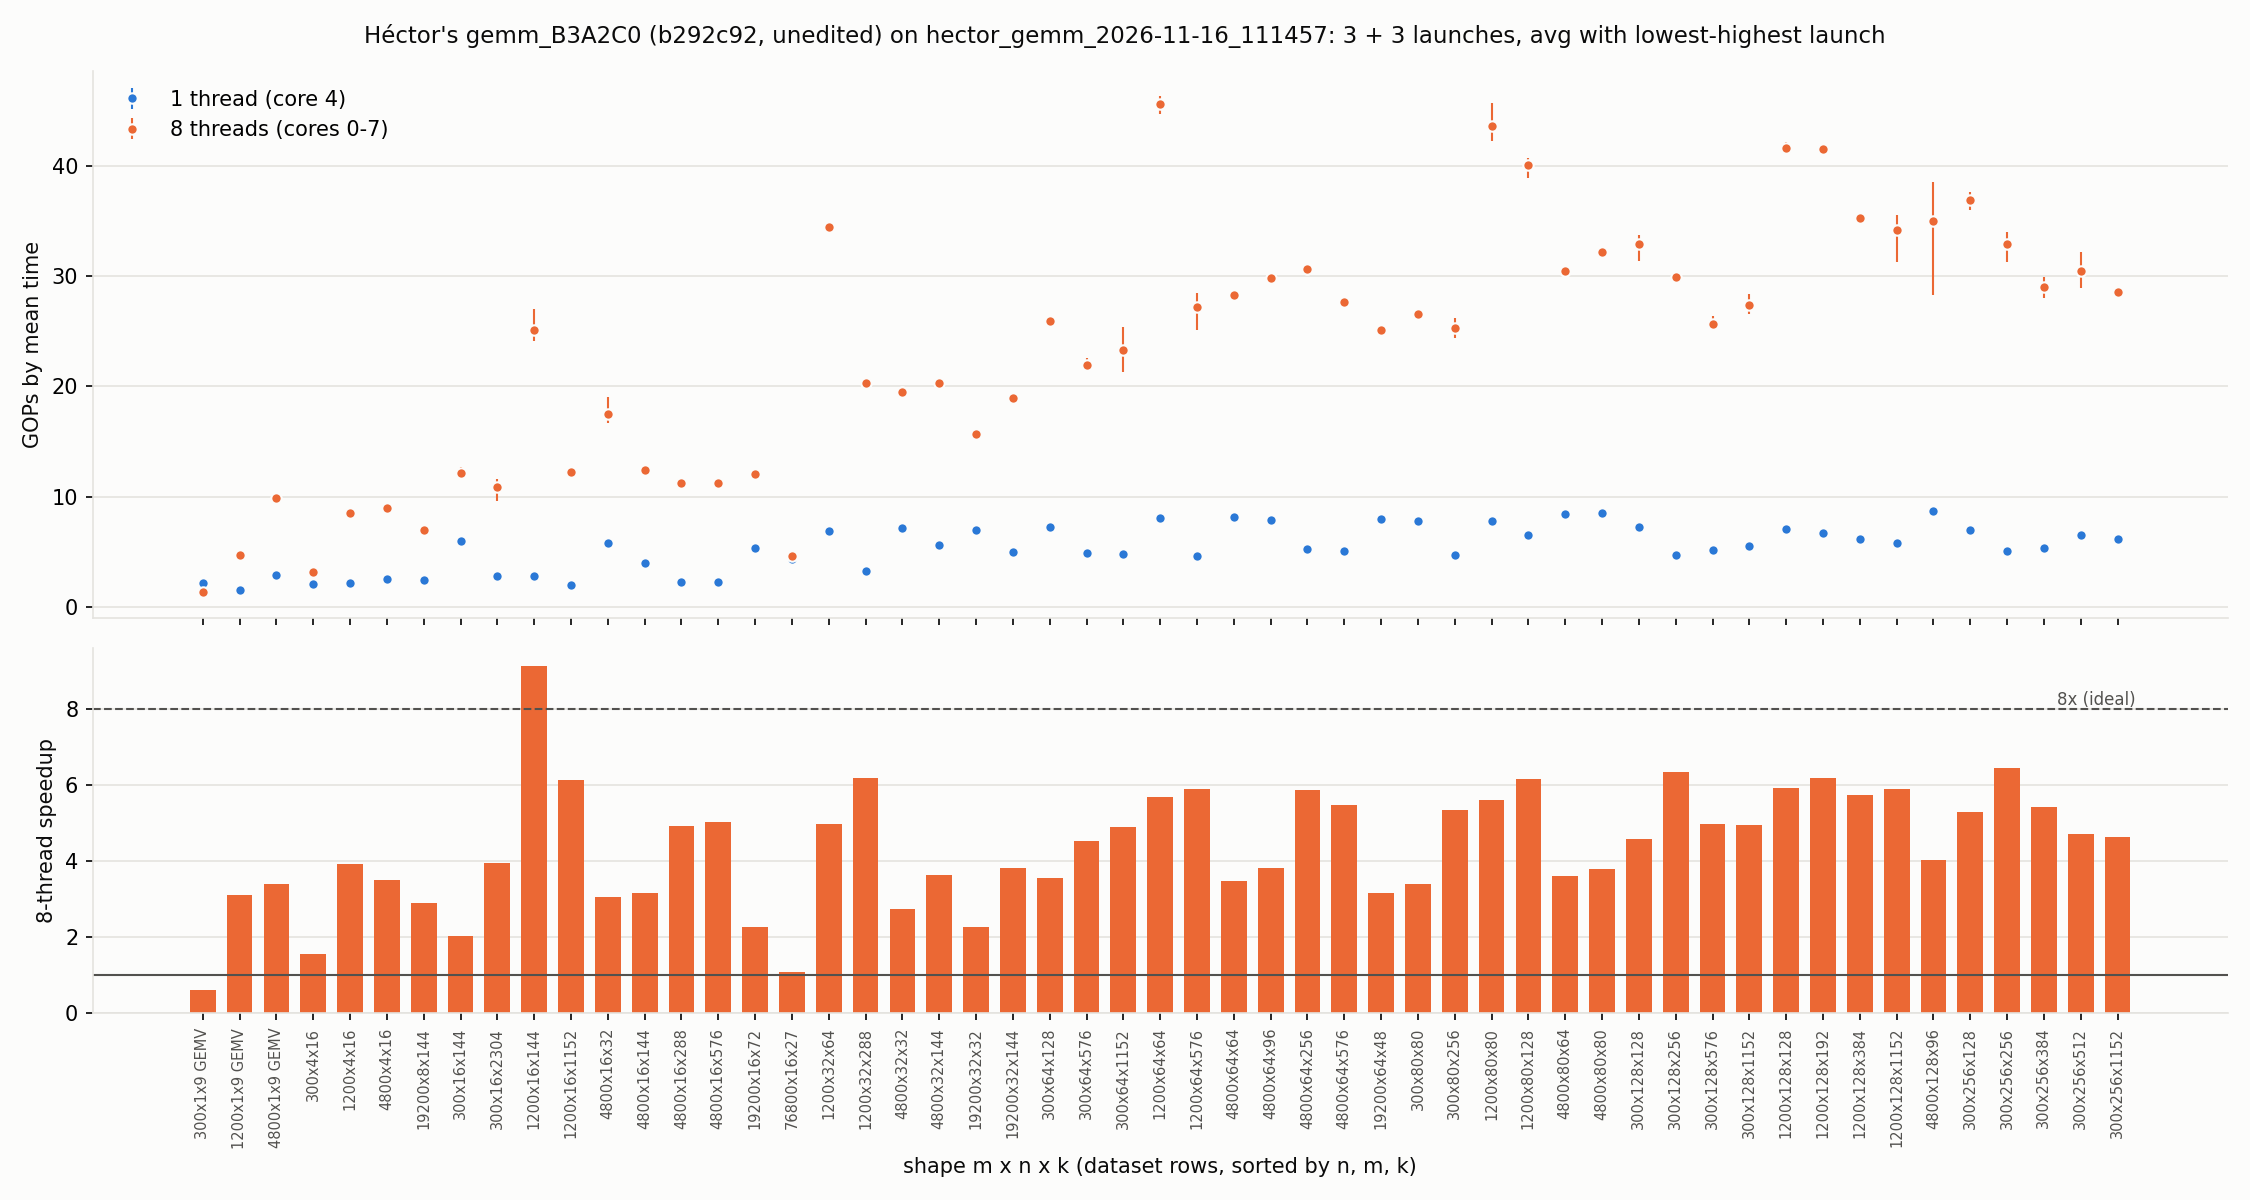 Héctor's gemm_B3A2C0 (b292c92, unedited) on hector_gemm_2026-11-16_111457: 3 + 3 launches, avg with lowest-highest launch
1 thread (core 4)
8 threads (cores 0-7)
GOPs by mean time
40
30
20
10
0
8-thread speedup
8
6
4
2
0
8x (ideal)
300x1x9 GEMV
1200x1x9 GEMV
4800x1x9 GEMV
300x4x16
1200x4x16
4800x4x16
19200x8x144
300x16x144
300x16x2304
1200x16x144
1200x16x1152
4800x16x32
4800x16x144
4800x16x288
4800x16x576
19200x16x72
76800x16x27
1200x32x64
1200x32x288
4800x32x32
4800x32x144
19200x32x32
19200x32x144
300x64x128
300x64x576
300x64x1152
1200x64x64
1200x64x576
4800x64x64
4800x64x96
4800x64x256
4800x64x576
19200x64x48
300x80x80
300x80x256
1200x80x80
1200x80x128
4800x80x64
4800x80x80
300x128x128
300x128x256
300x128x576
300x128x1152
1200x128x128
1200x128x192
1200x128x384
1200x128x1152
4800x128x96
300x256x128
300x256x256
300x256x384
300x256x512
300x256x1152
shape m x n x k (dataset rows, sorted by n, m, k)